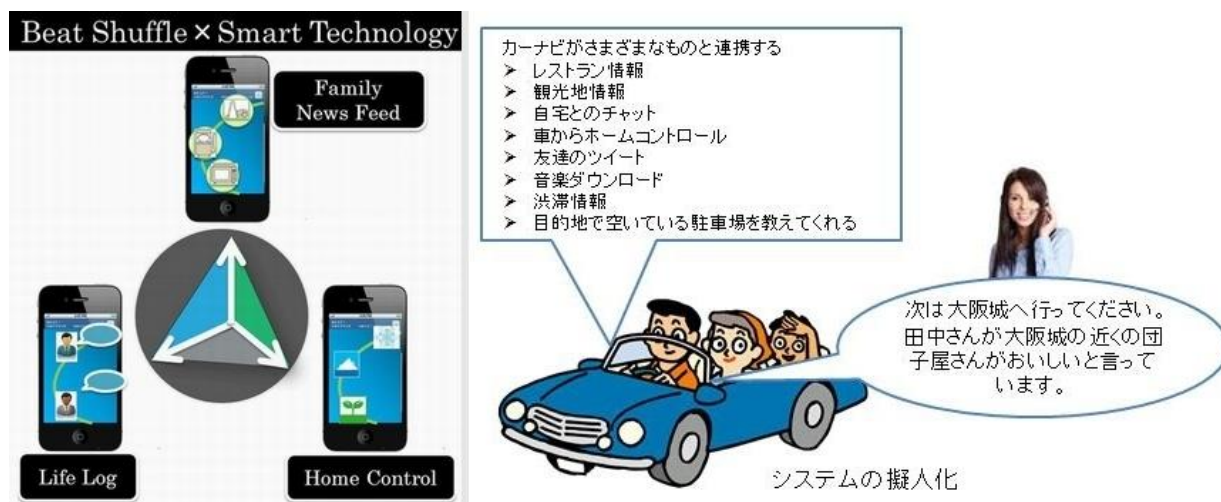 Beat Shuffle × Smart Technology
Family
News Feed
Life Log
Home Control
カーナビがさまざまなものと連携する
➢ レストラン情報
➢ 観光地情報
➢ 自宅とのチャット
➢ 車からホームコントロール
➢ 友達のツイート
➢ 音楽ダウンロード
➢ 渋滞情報
➢ 目的地で空いている駐車場を教えてくれる
次は大阪城へ行ってください。
田中さんが大阪城の近くの団
子屋さんがおいしいと言って
います。
システムの擬人化